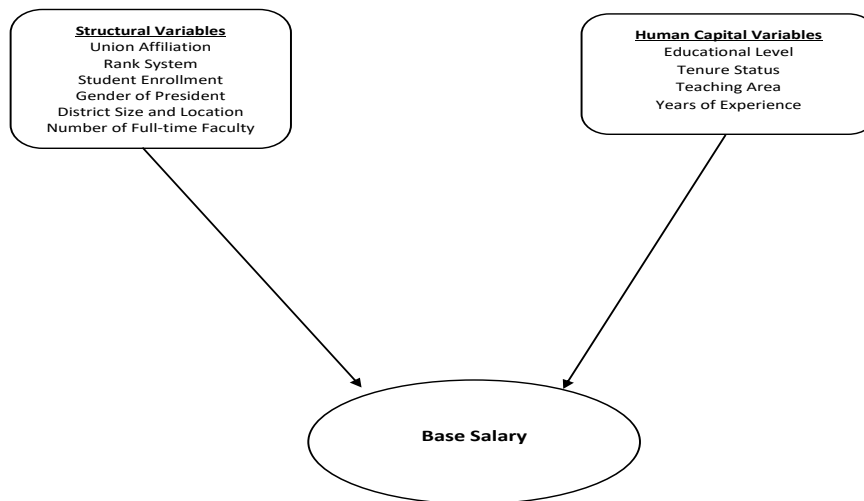 Structural Variables
Union Affiliation
Rank System
Student Enrollment
Gender of President
District Size and Location
Number of Full-time Faculty
Human Capital Variables
Educational Level
Tenure Status
Teaching Area
Years of Experience
Base Salary